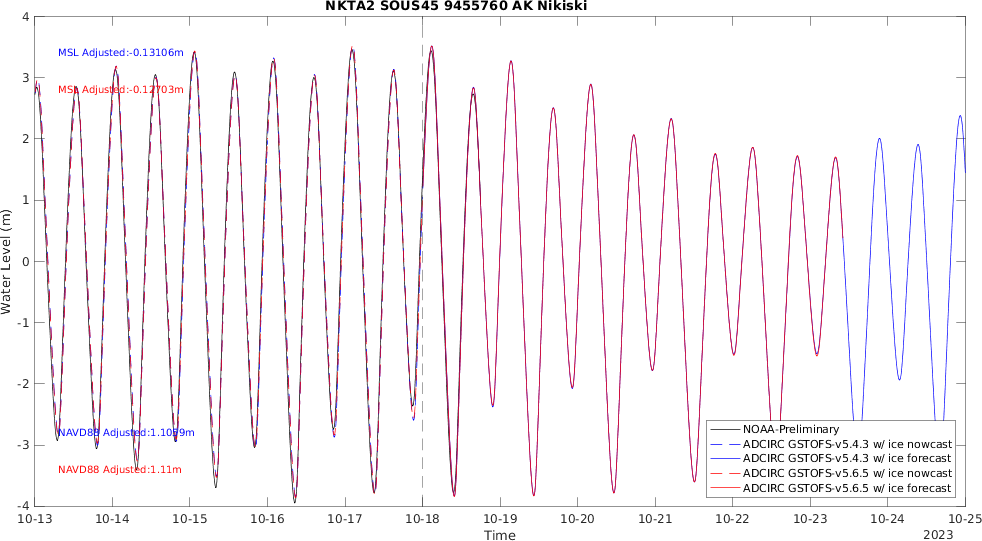 NKTA2 SOUS45 9455760 AK Nikiski
4
3
2
1
0
-1
-2
-3
-4
Water Level (m)
MSL Adjusted:-0.13106m
MSL Adjusted:-0.12703m
NAVD88 Adjusted:1.1059m
NAVD88 Adjusted:1.11m
NOAA-Preliminary
ADCIRC GSTOFS-v5.4.3 w/ ice nowcast
ADCIRC GSTOFS-v5.4.3 w/ ice forecast
ADCIRC GSTOFS-v5.6.5 w/ ice nowcast
ADCIRC GSTOFS-v5.6.5 w/ ice forecast
10-13 10-14 10-15 10-16 10-17 10-18 10-19 10-20 10-21 10-22 10-23 10-24 10-25
Time
2023